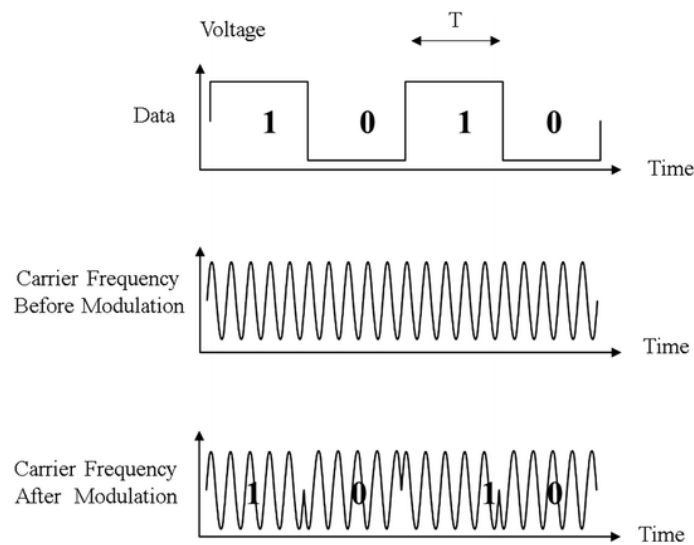 Voltage
T
Data
1 0 1 0
Time
Carrier Frequency
Before Modulation
Time
Carrier Frequency
After Modulation
1 0 1 0
Time